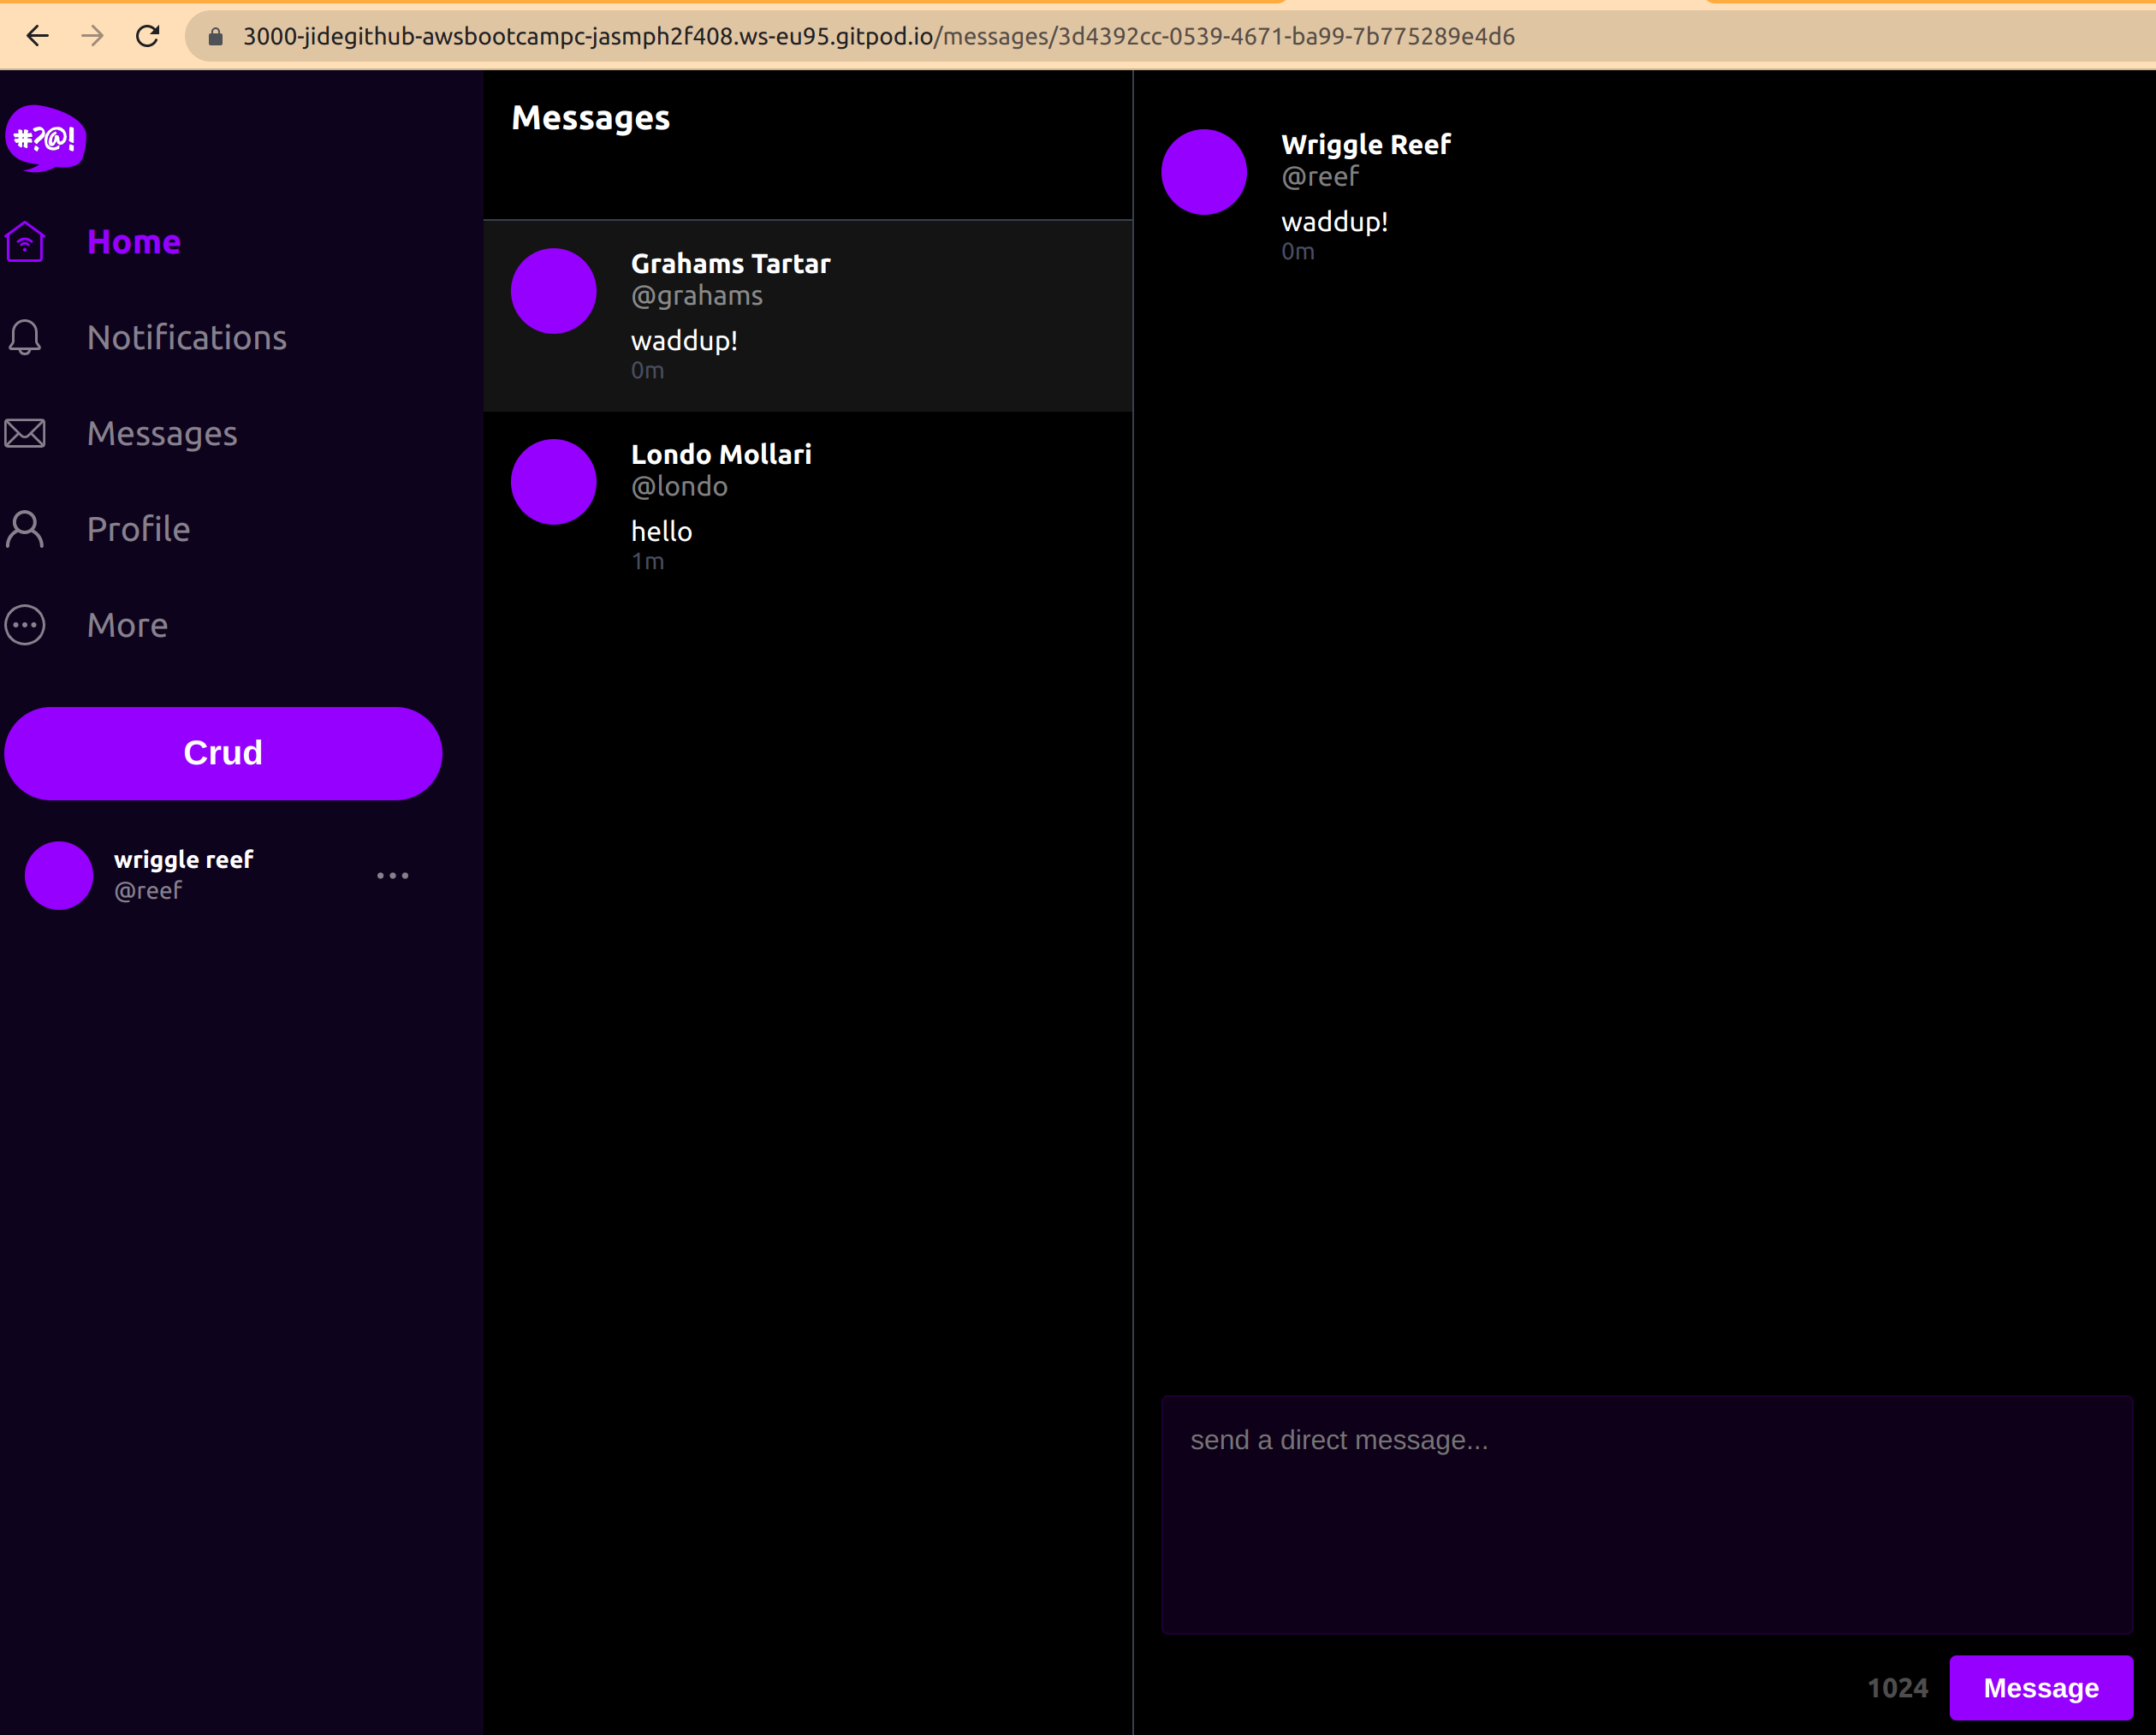 3000-jidegithub-awsbootcampc-jasmph2f408.ws-eu95.gitpod.io/messages/3d4392cc-0539-4671-ba99-7b775289e4d6
#?@!
Home
Notifications
Messages
Profile
More
Crud
wriggle reef
@reef
Messages
Grahams Tartar
@grahams
waddup!
0m
Londo Mollari
@londo
hello
1m
Wriggle Reef
@reef
waddup!
0m
send a direct message...
1024
Message